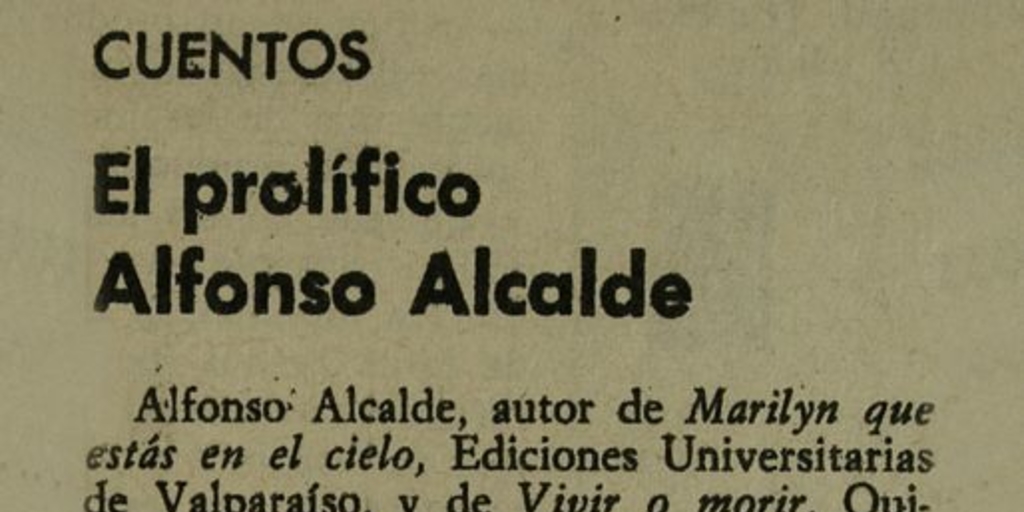 CUENTOS
El prolífico
Alfonso Alcalde
Alfonso Alcalde, autor de Marilyn que
estás en el cielo, Ediciones Universitarias
de Valparaíso, y de Vivir o morir, Qui-